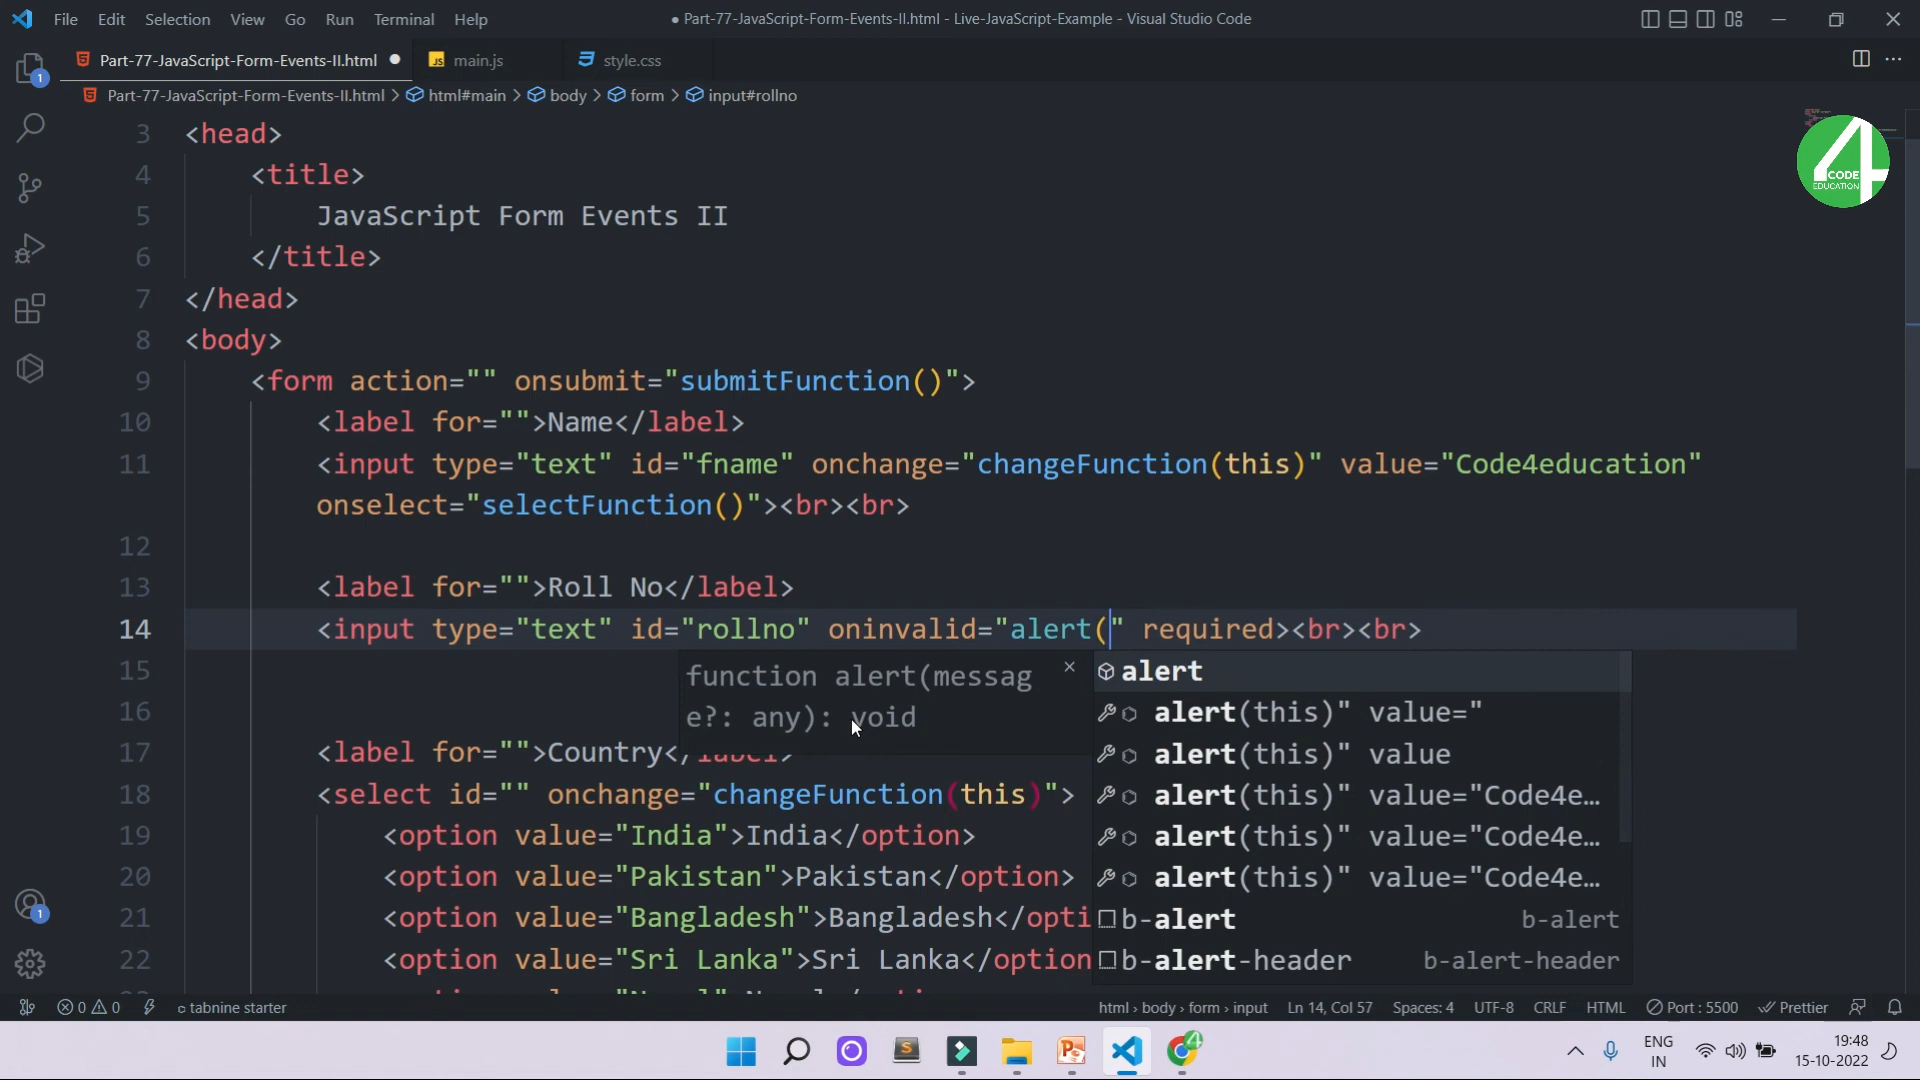 File Edit Selection View Go Run Terminal Help
● Part-77-JavaScript-Form-Events-II.html - Live-JavaScript-Example - Visual Studio Code
Part-77-JavaScript-Form-Events-II.html ● JS main.js style.css
Part-77-JavaScript-Form-Events-II.html > html#main > body > form > input#rollno
4 CODE EDUCATION
3 <head>
4 <title>
5 JavaScript Form Events II
6 </title>
7 </head>
8 <body>
9 <form action="" onsubmit="submitFunction()">
10 <label for="">Name</label>
11 <input type="text" id="fname" onchange="changeFunction(this)" value="Code4education"
onselect="selectFunction()"><br><br>
12
13 <label for="">Roll No</label>
14 <input type="text" id="rollno" oninvalid="alert(" required><br><br>
15
16
function alert(messag
e?: any): void
alert
alert(this)" value="
alert(this)" value
alert(this)" value="Code4e...
alert(this)" value="Code4e...
alert(this)" value="Code4e...
b-alert b-alert
b-alert-header b-alert-header
17 <label for="">Country</label>
18 <select id="" onchange="changeFunction(this)">
19 <option value="India">India</option>
20 <option value="Pakistan">Pakistan</option>
21 <option value="Bangladesh">Bangladesh</opti
22 <option value="Sri Lanka">Sri Lanka</option
1
1
0 0 tabnine starter
html > body > form > input Ln 14, Col 57 Spaces: 4 UTF-8 CRLF HTML Port : 5500 Prettier
ENG
IN
19:48
15-10-2022